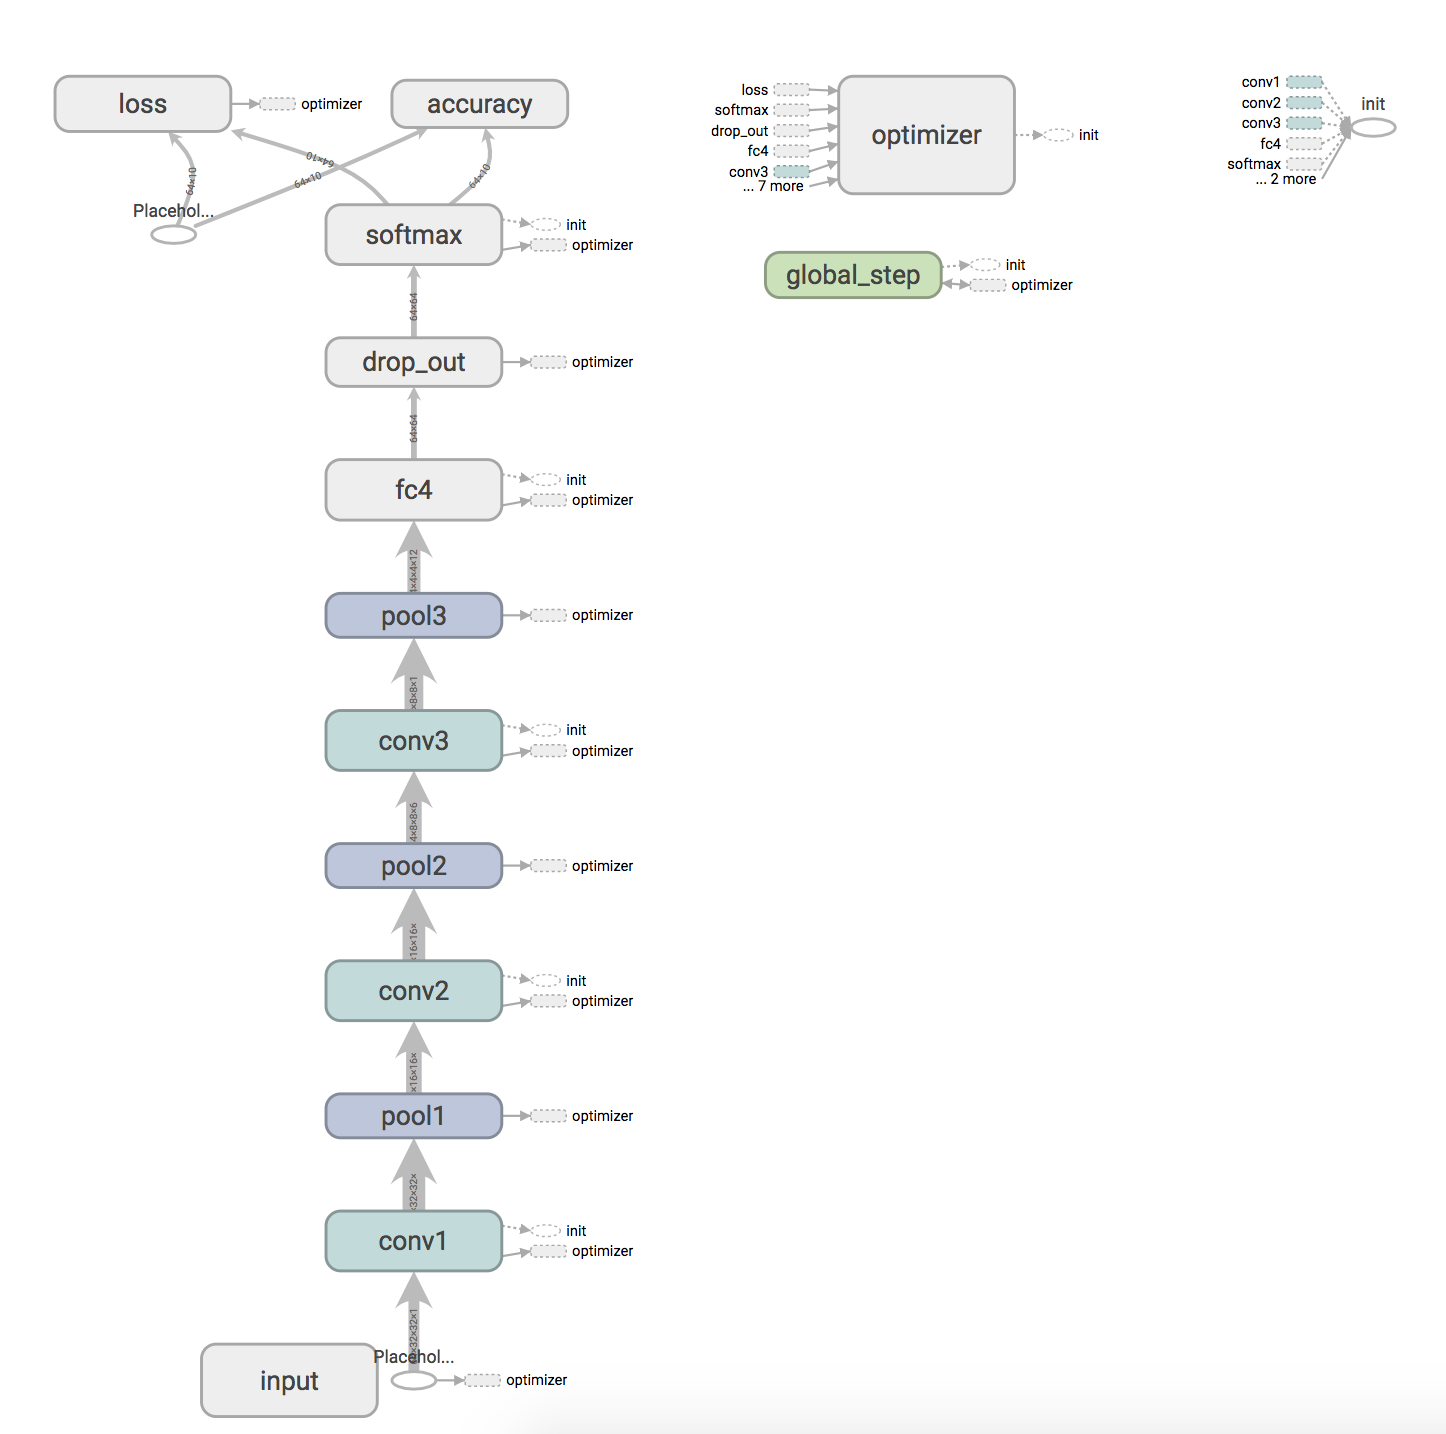 loss
optimizer
accuracy
64×10
64×10
64×10
64×10
Placehol...
softmax
init
optimizer
64×64
drop_out
optimizer
64×64
fc4
init
optimizer
4×4×4×12
pool3
optimizer
×8×8×1
conv3
init
optimizer
4×8×8×6
pool2
optimizer
×16×16×
conv2
init
optimizer
×16×16×
pool1
optimizer
×32×32×
conv1
init
optimizer
×32×32×1
Placehol...
input
optimizer
loss
softmax
drop_out
fc4
conv3
... 7 more
optimizer
init
global_step
init
optimizer
conv1
conv2
conv3
fc4
softmax
... 2 more
init